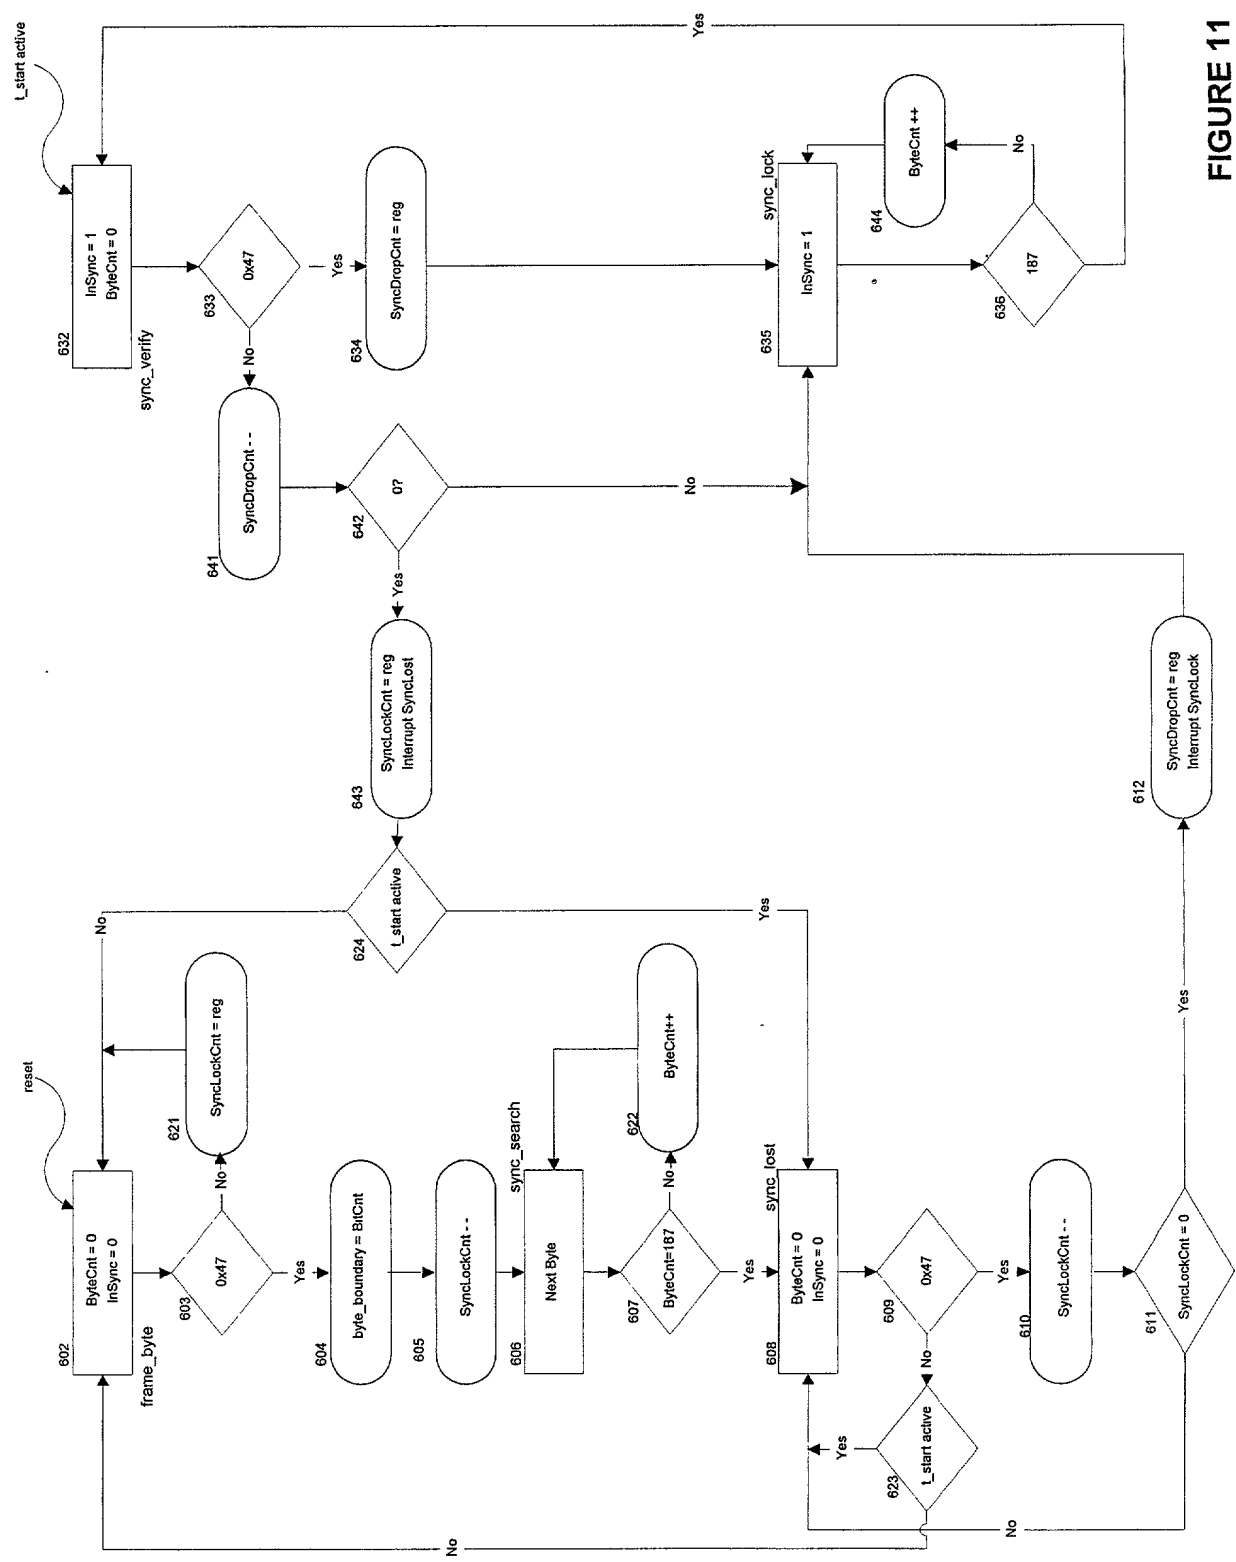 reset
602
ByteCnt = 0
InSync = 0
frame_byte
603
0x47
No
621
SyncLockCnt = reg
Yes
604
byte_boundary = BitCnt
605
SyncLockCnt - -
606
Next Byte
sync_search
607
ByteCnt=187
No
622
ByteCnt++
Yes
608
ByteCnt = 0
InSync = 0
sync_lost
609
0x47
No
623
t_start active
Yes
No
Yes
610
SyncLockCnt - -
611
SyncLockCnt = 0
No
Yes
612
SyncDropCnt = reg
Interrupt SyncLock
t_start active
632
InSync = 1
ByteCnt = 0
sync_verify
633
0x47
No
Yes
634
SyncDropCnt = reg
641
SyncDropCnt - -
642
0?
No
Yes
643
SyncLockCnt = reg
Interrupt SyncLost
624
t_start active
No
Yes
635
InSync = 1
sync_lock
636
187
No
644
ByteCnt ++
Yes
FIGURE 11